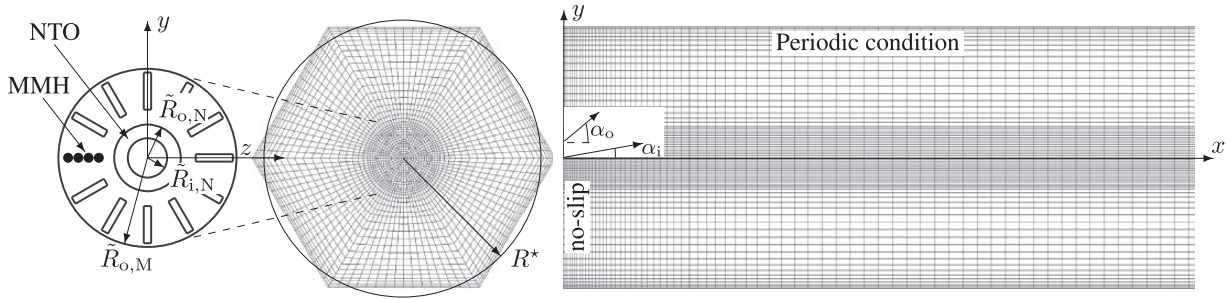 NTO
MMH
y
R̃o,N
z
R̃i,N
R̃o,M
R⋆
y
Periodic condition
αo
αi
x
no-slip